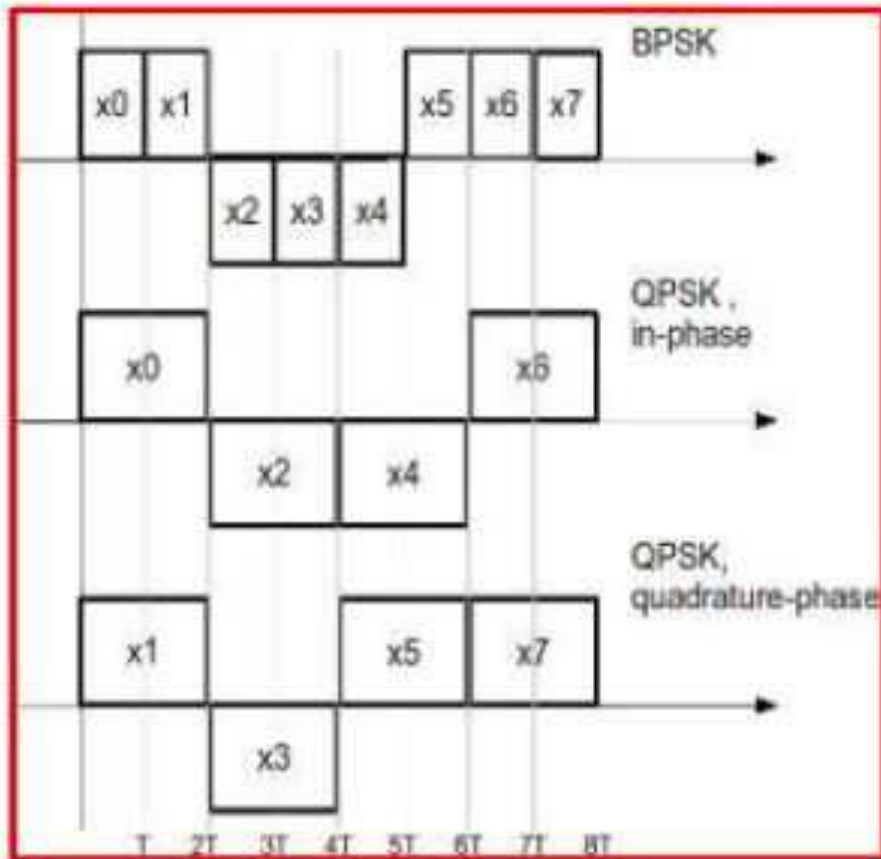 BPSK
x0 x1 x5 x6 x7
x2 x3 x4
QPSK ,
in-phase
x0 x6
x2 x4
QPSK,
quadrature-phase
x1 x5 x7
x3
T 2T 3T 4T 5T 6T 7T 8T